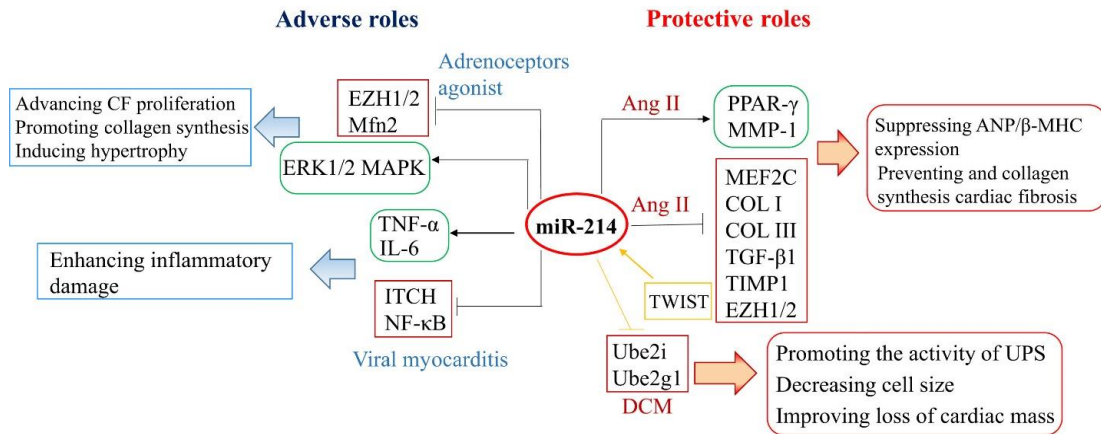 Adverse roles
Protective roles
Adrenoceptors
agonist
EZH1/2
Mfn2
Advancing CF proliferation
Promoting collagen synthesis
Inducing hypertrophy
ERK1/2 MAPK
TNF-α
IL-6
Enhancing inflammatory
damage
ITCH
NF-κB
Viral myocarditis
miR-214
Ang II
PPAR-γ
MMP-1
Ang II
MEF2C
COL I
COL III
TGF-β1
TIMP1
EZH1/2
Suppressing ANP/β-MHC
expression
Preventing and collagen
synthesis cardiac fibrosis
TWIST
Ube2i
Ube2g1
DCM
Promoting the activity of UPS
Decreasing cell size
Improving loss of cardiac mass